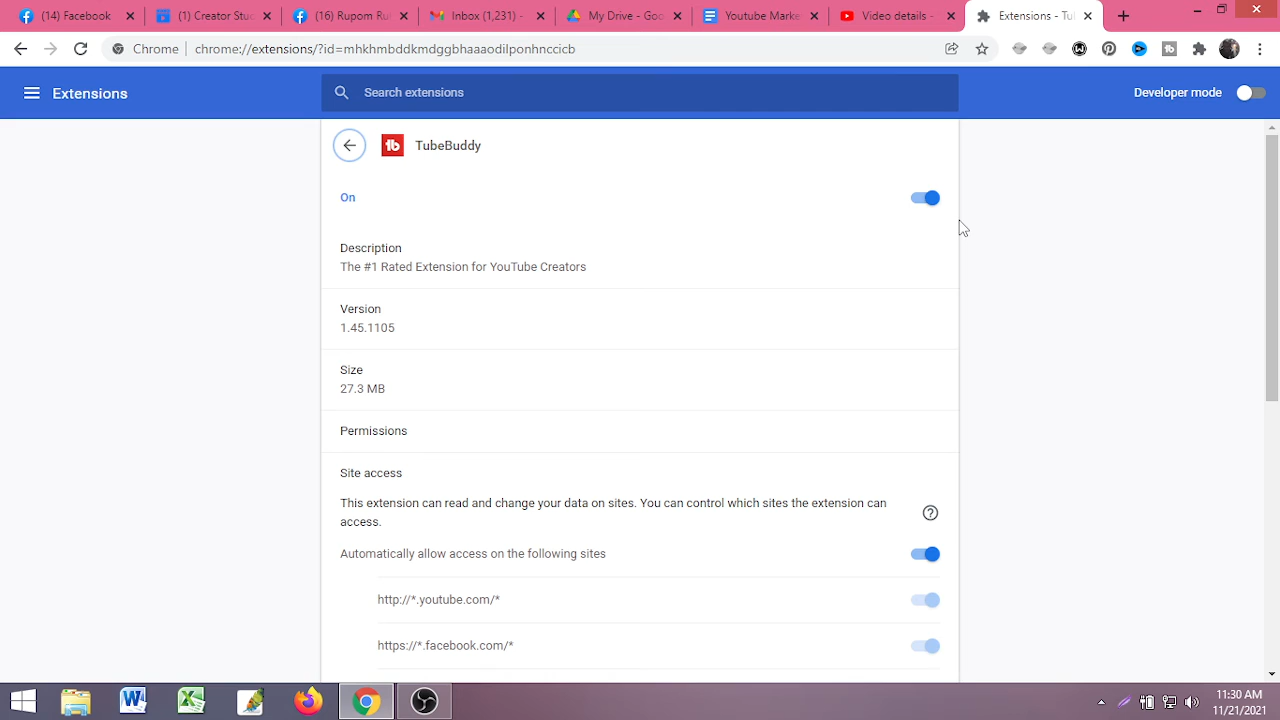 (14) Facebook
(1) Creator Stu
(16) Rupom Ru
Inbox (1,231) -
My Drive - Goo
Youtube Marke
Video details -
Extensions - Tu
Chrome
chrome://extensions/?id=mhkhmbddkmdggbhaaaodilponhnccicb
Extensions
Search extensions
Developer mode
TubeBuddy
On
Description
The #1 Rated Extension for YouTube Creators
Version
1.45.1105
Size
27.3 MB
Permissions
Site access
This extension can read and change your data on sites. You can control which sites the extension can
access.
Automatically allow access on the following sites
http://*.youtube.com/*
https://*.facebook.com/*
11:30 AM
11/21/2021